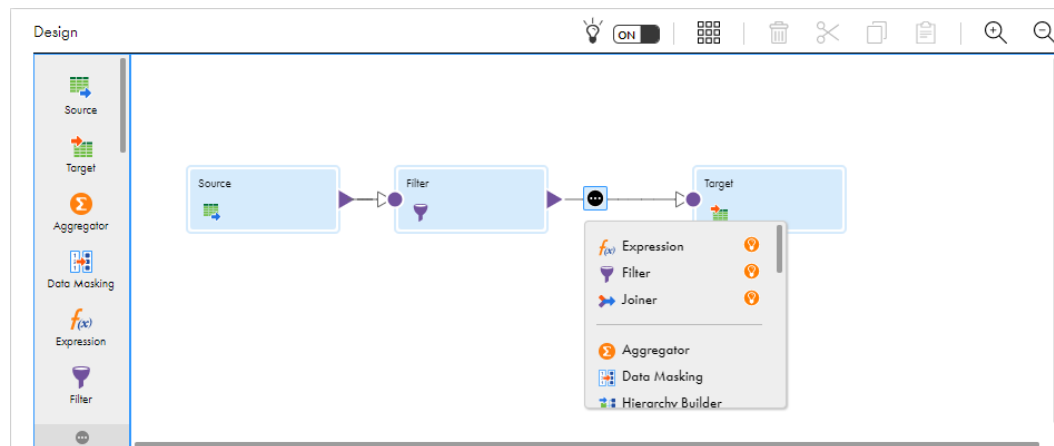 Design
ON
Source
Target
Aggregator
Data Masking
f(x)
Expression
Filter
Source
Filter
Target
f(x) Expression
Filter
Joiner
Aggregator
Data Masking
Hierarchy Builder